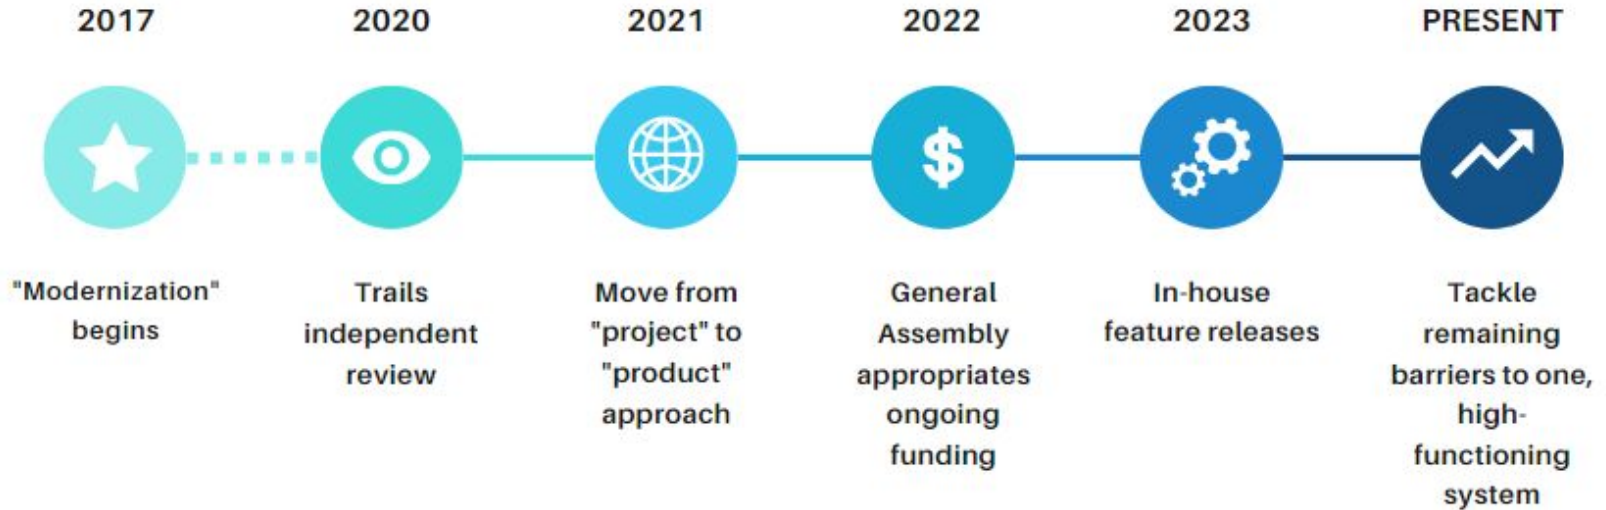 2017
2020
2021
2022
2023
PRESENT
"Modernization"
begins
Trails
independent
review
Move from
"project" to
"product"
approach
General
Assembly
appropriates
ongoing
funding
In-house
feature releases
Tackle
remaining
barriers to one,
high-
functioning
system